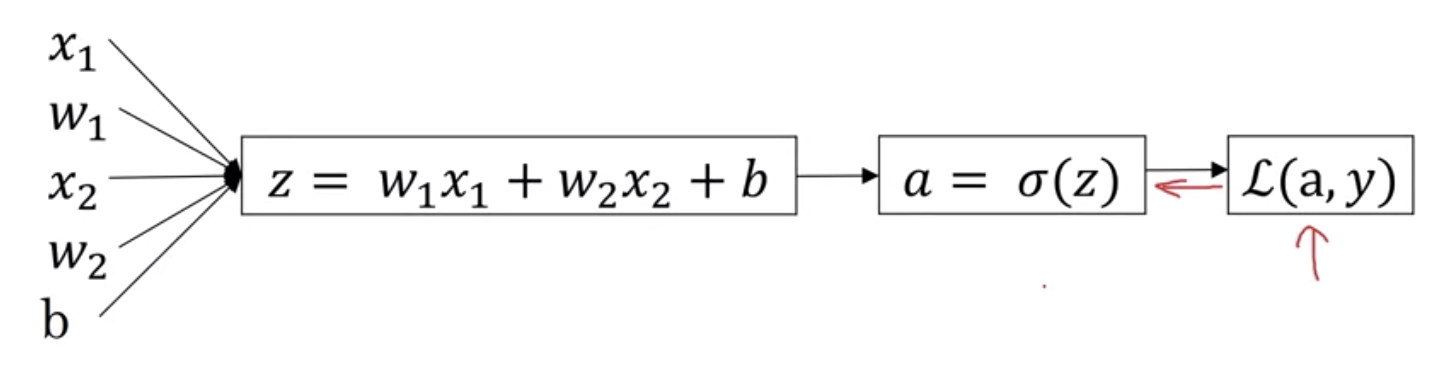 x₁
w₁
x₂
w₂
b
z = w₁x₁ + w₂x₂ + b
a = σ(z)
ℒ(a, y)